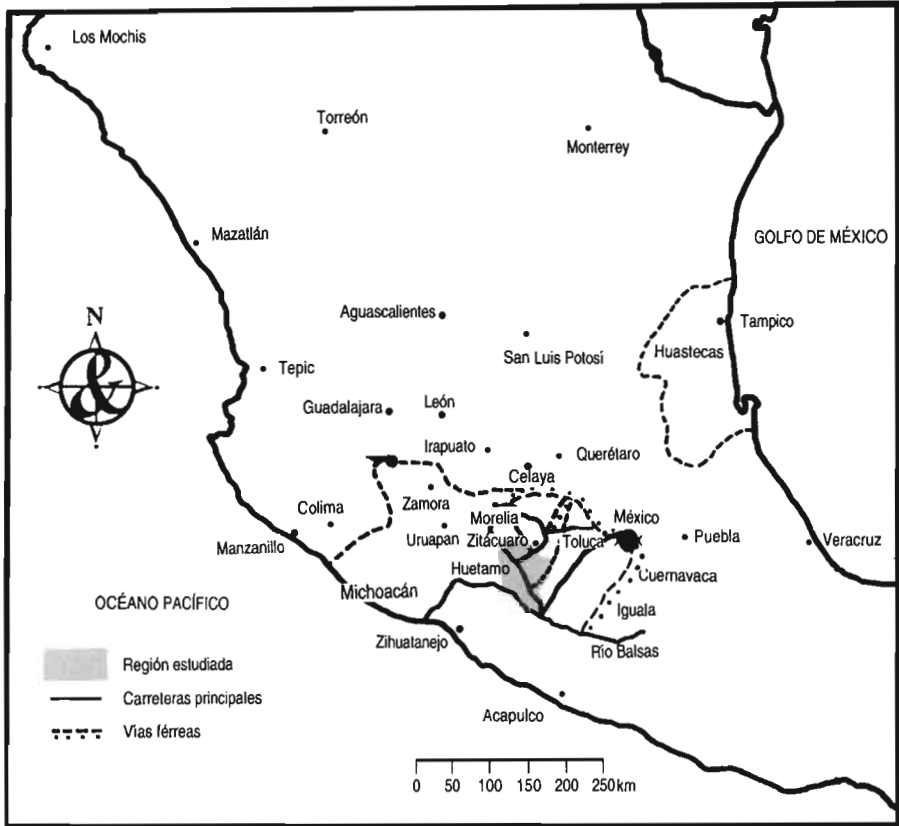 Los Mochis
Torreón
Monterrey
Mazatlán
GOLFO DE MÉXICO
N
&
Aguascalientes
Tampico
San Luis Potosí
Huastecas
Tepic
Guadalajara
León
Irapuato
Querétaro
Celaya
Zamora
Colima
Morelia
México
Uruapan
Zitácuaro
Toluca
Puebla
Veracruz
Manzanillo
Huetamo
Cuernavaca
Michoacán
OCÉANO PACÍFICO
Iguala
Zihuatanejo
Río Balsas
Región estudiada
Carreteras principales
Acapulco
Vías férreas
0 50 100 150 200 250 km